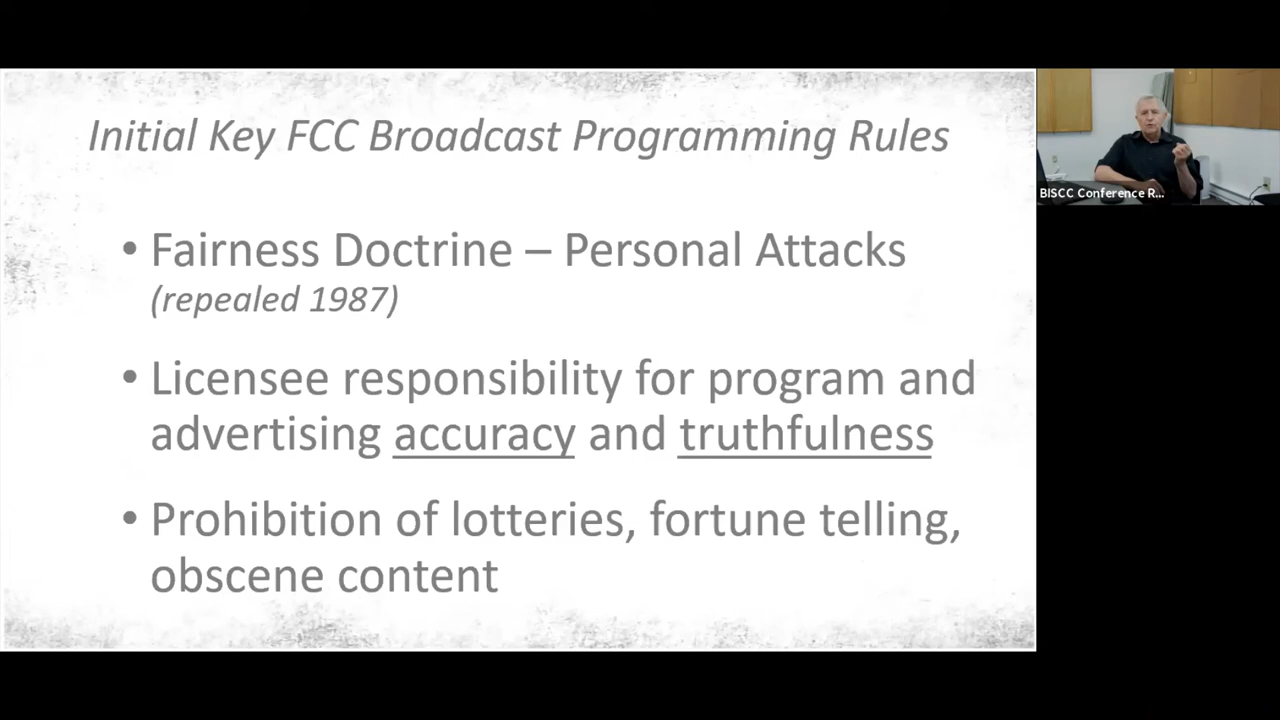 Initial Key FCC Broadcast Programming Rules
• Fairness Doctrine – Personal Attacks
(repealed 1987)
• Licensee responsibility for program and
advertising accuracy and truthfulness
• Prohibition of lotteries, fortune telling,
obscene content
BISCC Conference R...